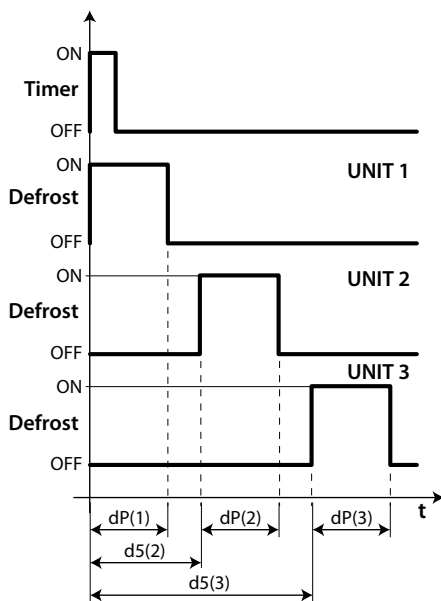 ON
Timer
OFF
ON
UNIT 1
Defrost
OFF
ON
UNIT 2
Defrost
OFF
UNIT 3
ON
Defrost
OFF
t
dP(1) dP(2) dP(3)
d5(2)
d5(3)